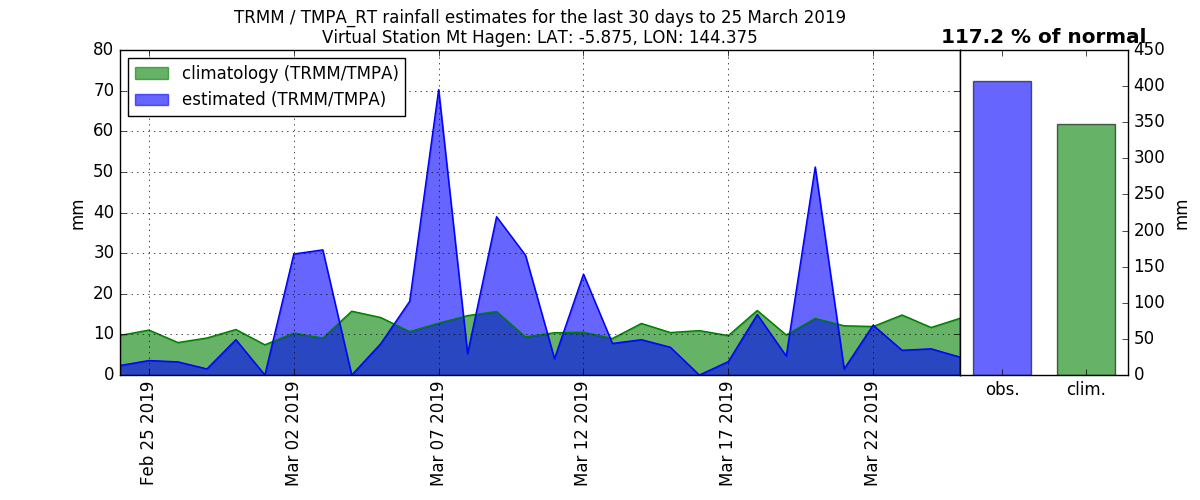 TRMM / TMPA_RT rainfall estimates for the last 30 days to 25 March 2019
Virtual Station Mt Hagen: LAT: -5.875, LON: 144.375
117.2 % of normal
climatology (TRMM/TMPA)
estimated (TRMM/TMPA)
80
70
60
50
40
30
20
10
0
mm
Feb 25 2019
Mar 02 2019
Mar 07 2019
Mar 12 2019
Mar 17 2019
Mar 22 2019
450
400
350
300
250
200
150
100
50
0
mm
obs.
clim.